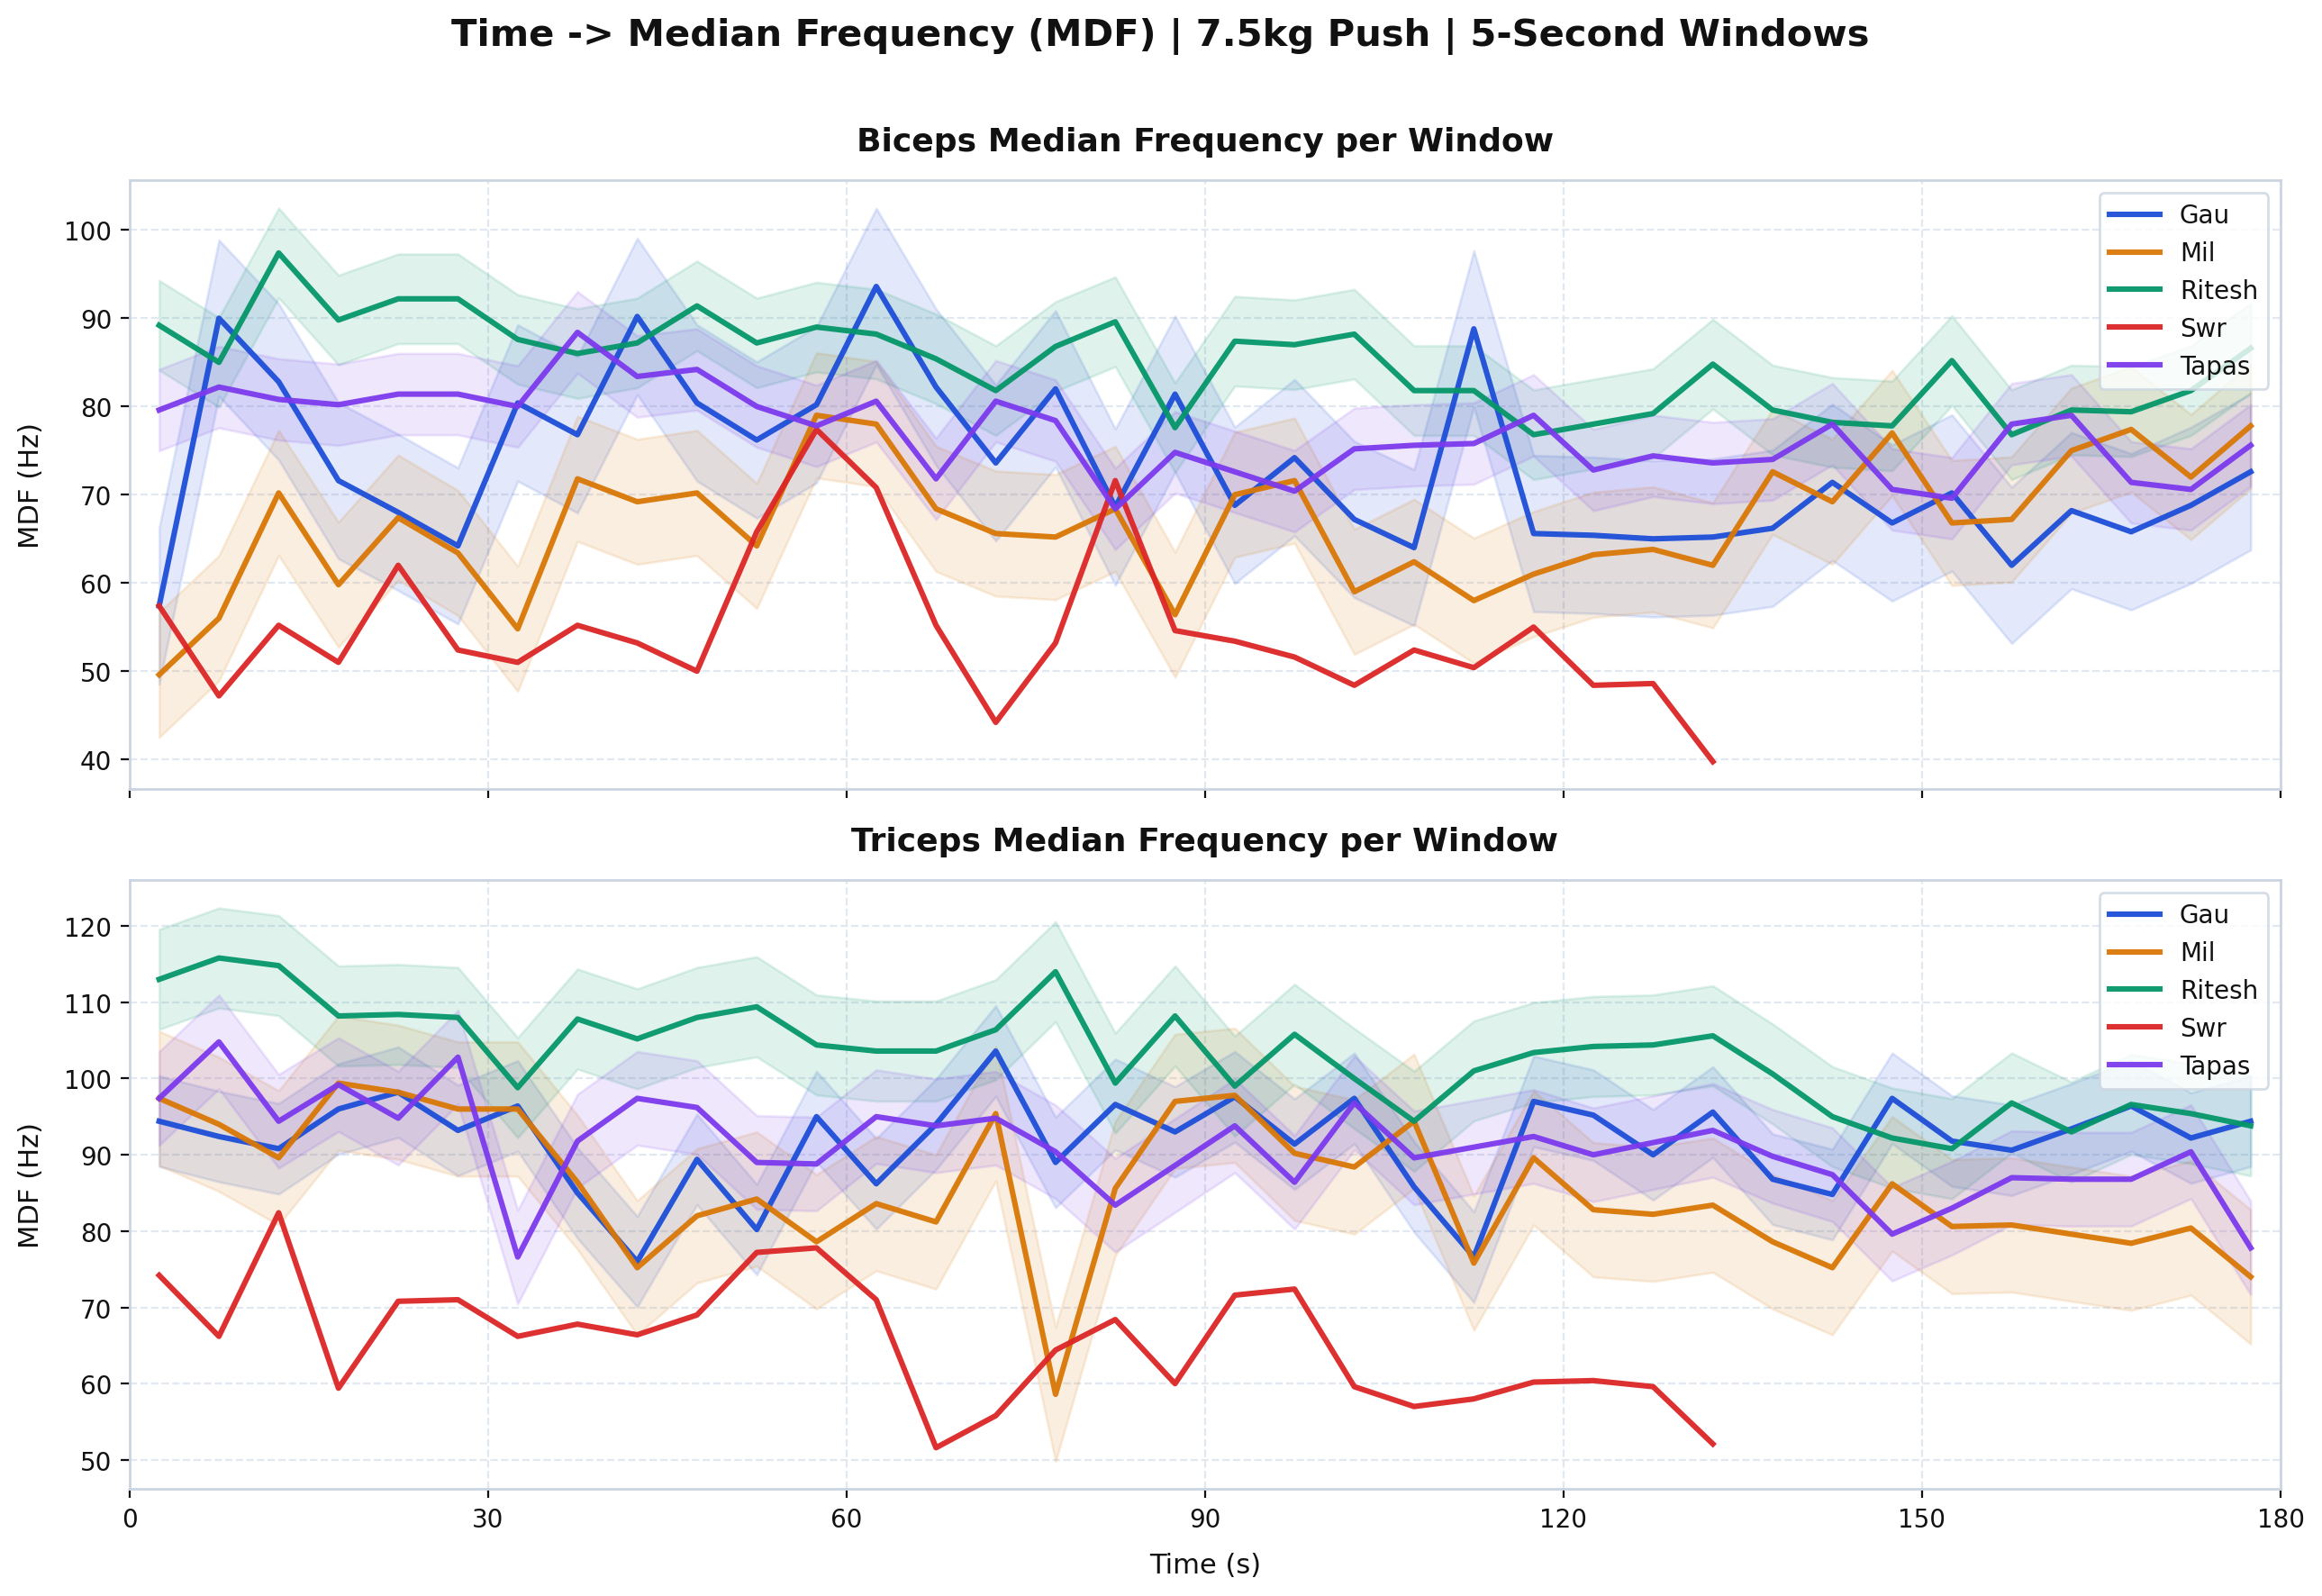 Time -> Median Frequency (MDF) | 7.5kg Push | 5-Second Windows
Biceps Median Frequency per Window
MDF (Hz)
100
90
80
70
60
50
40
Gau
Mil
Ritesh
Swr
Tapas
Triceps Median Frequency per Window
MDF (Hz)
120
110
100
90
80
70
60
50
Gau
Mil
Ritesh
Swr
Tapas
0
30
60
90
120
150
180
Time (s)